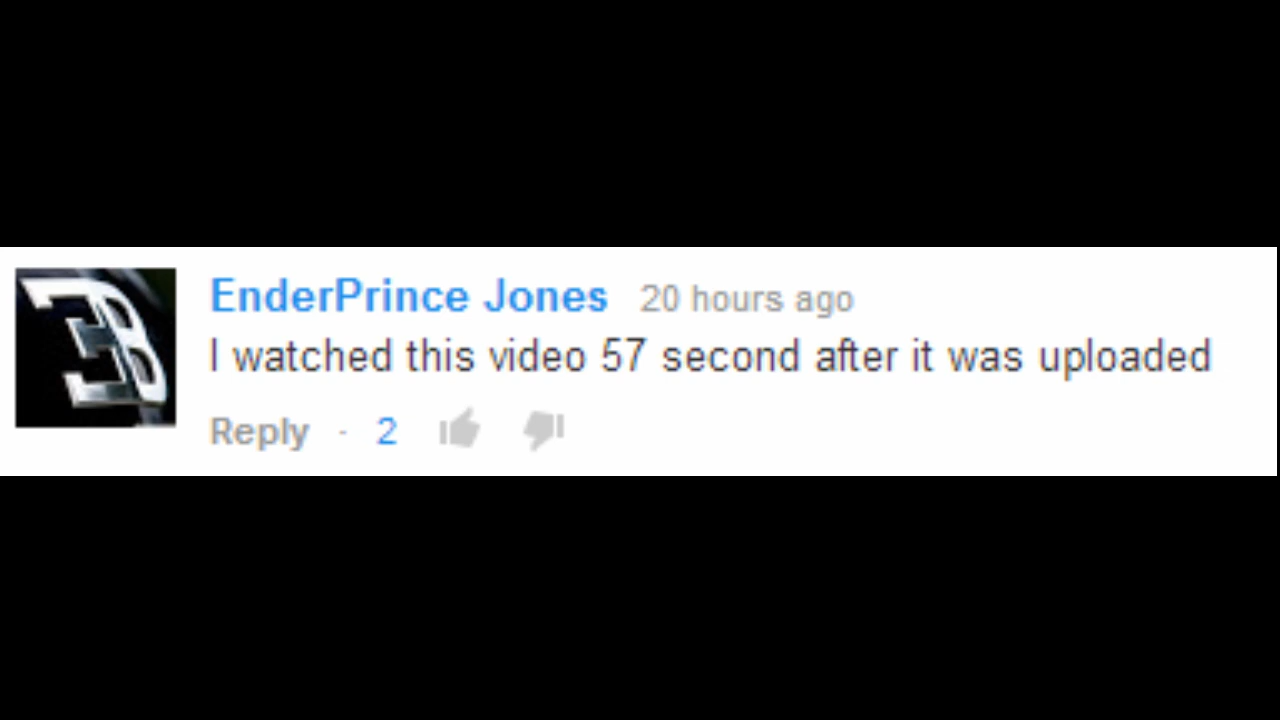 EnderPrince Jones 20 hours ago
I watched this video 57 second after it was uploaded
Reply · 2